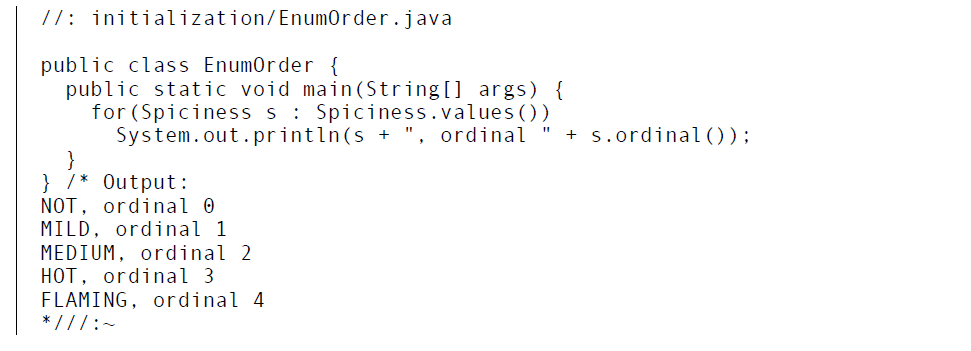 //: initialization/EnumOrder.java
public class EnumOrder {
public static void main(String[] args) {
for(Spiciness s : Spiciness.values())
System.out.println(s + ", ordinal " + s.ordinal());
}
} /* Output:
NOT, ordinal 0
MILD, ordinal 1
MEDIUM, ordinal 2
HOT, ordinal 3
FLAMING, ordinal 4
*///:~